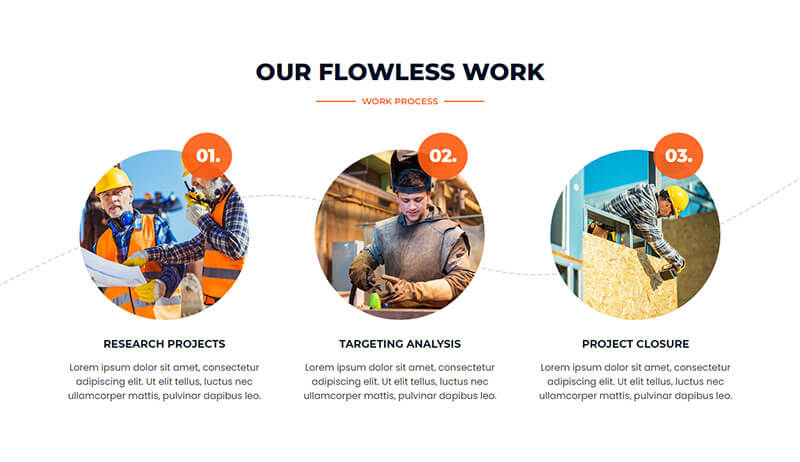 OUR FLOWLESS WORK
WORK PROCESS
01.
02.
03.
RESEARCH PROJECTS
Lorem ipsum dolor sit amet, consectetur
adipiscing elit. Ut elit tellus, luctus nec
ullamcorper mattis, pulvinar dapibus leo.
TARGETING ANALYSIS
Lorem ipsum dolor sit amet, consectetur
adipiscing elit. Ut elit tellus, luctus nec
ullamcorper mattis, pulvinar dapibus leo.
PROJECT CLOSURE
Lorem ipsum dolor sit amet, consectetur
adipiscing elit. Ut elit tellus, luctus nec
ullamcorper mattis, pulvinar dapibus leo.